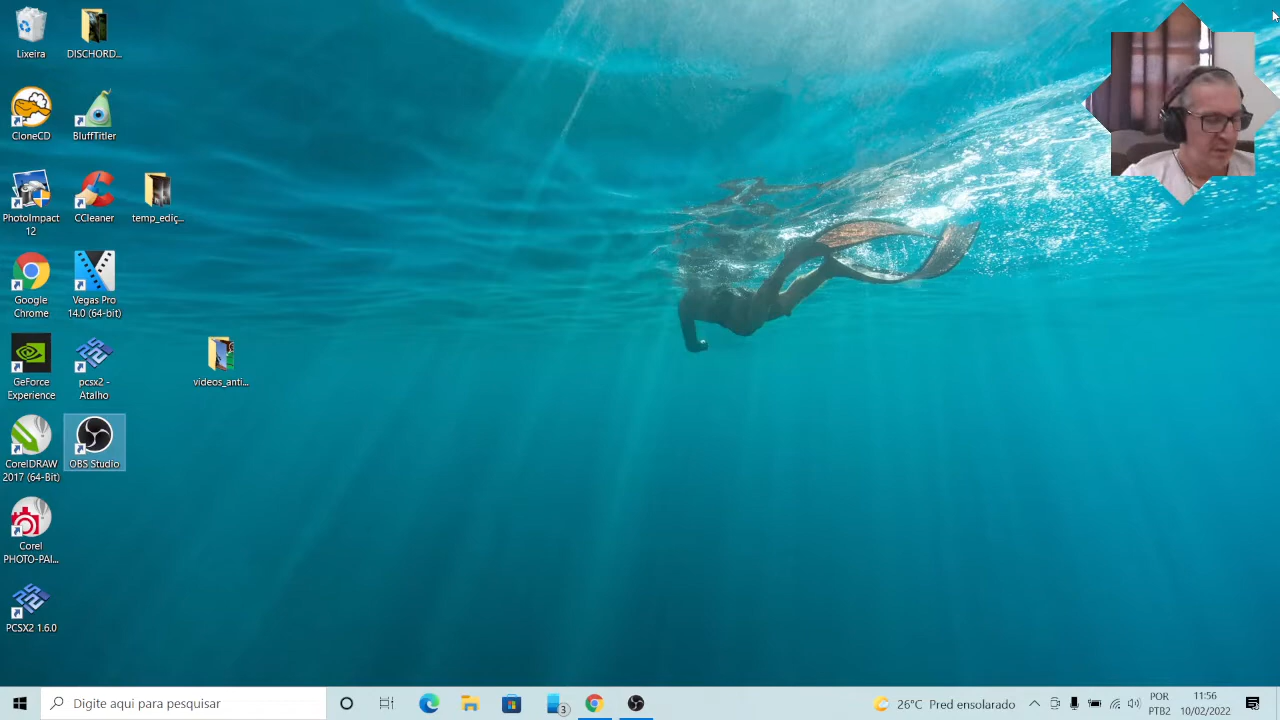 Lixeira
DISCHORD...
CloneCD
BluffTitler
PhotoImpact
12
CCleaner
temp_ediç...
Google
Chrome
Vegas Pro
14.0 (64-bit)
GeForce
Experience
pcsx2 -
Atalho
videos_anti...
CorelDRAW
2017 (64-Bit)
OBS Studio
Corel
PHOTO-PAI...
PCSX2 1.6.0
Digite aqui para pesquisar
3
26°C Pred ensolarado
POR
PTB2
11:56
10/02/2022